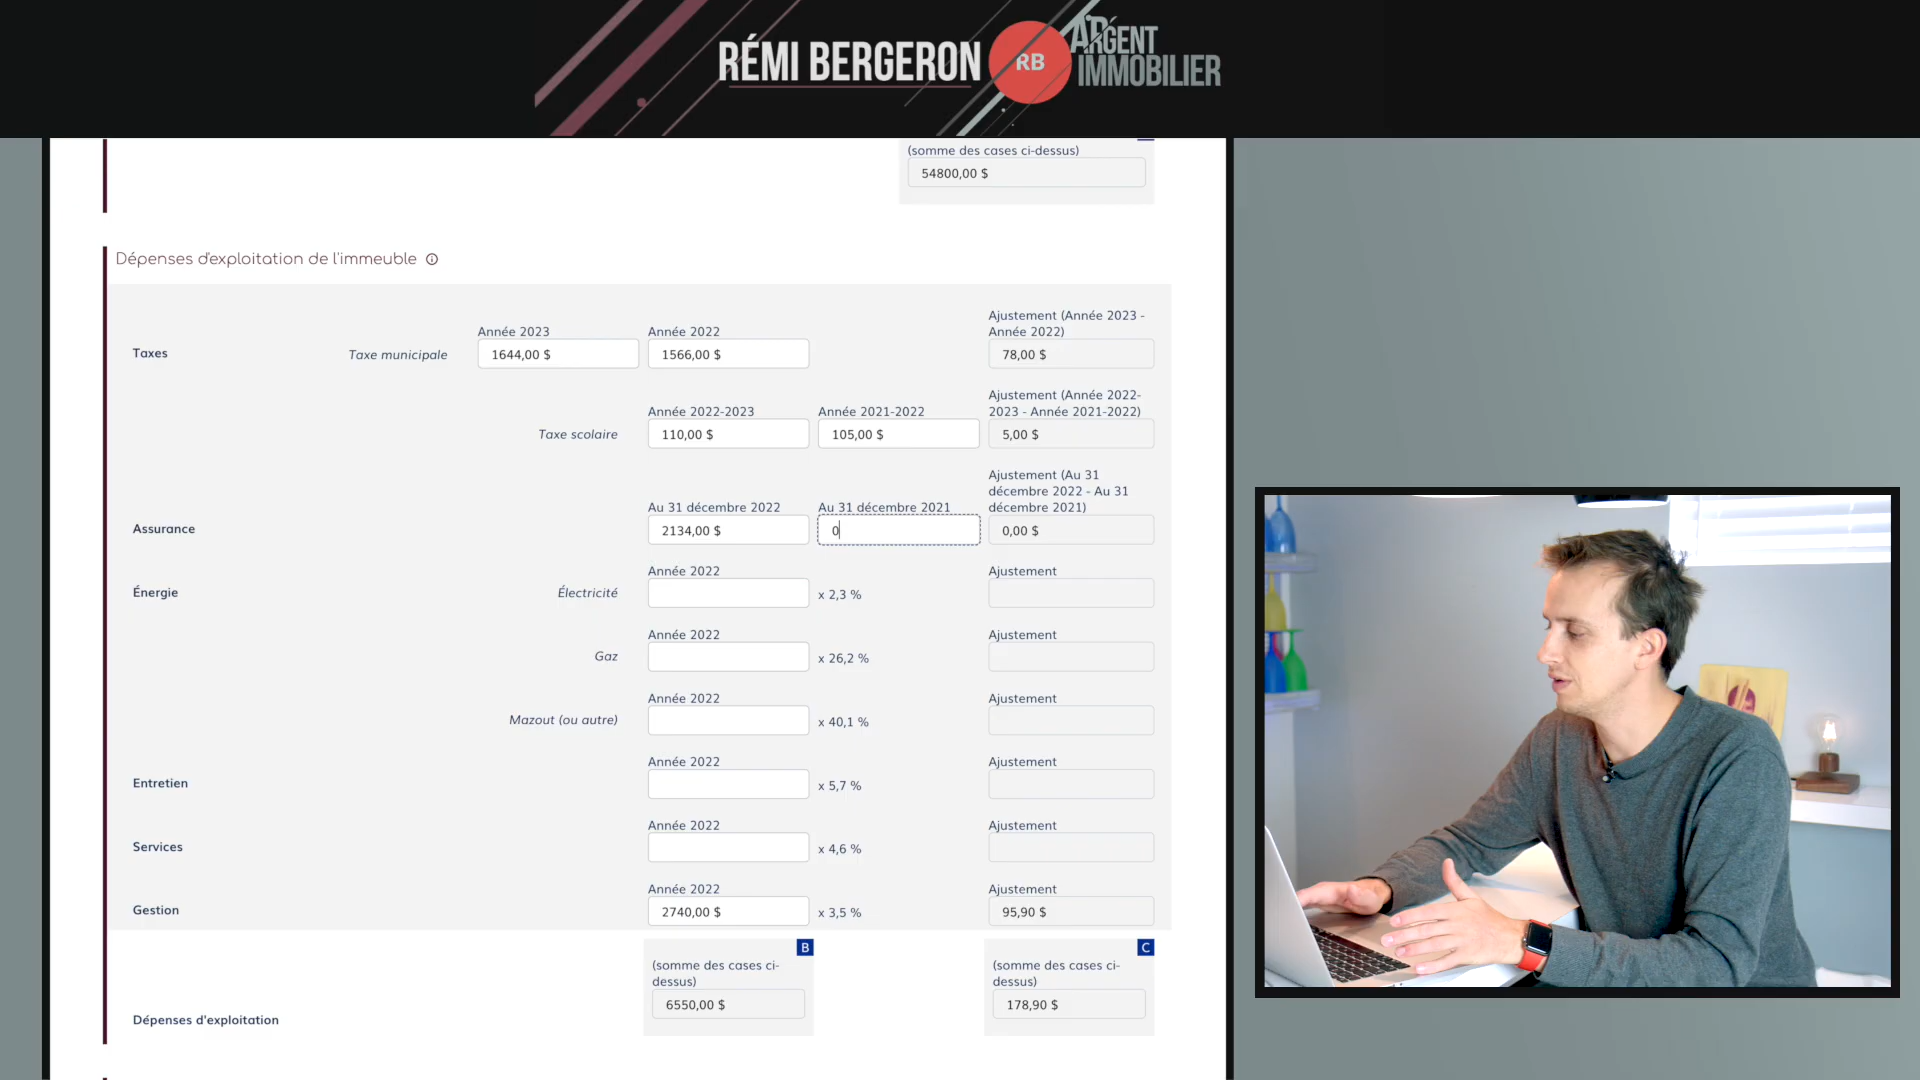 RÉMI BERGERON
RB
ARGENT
IMMOBILIER
(somme des cases ci-dessus)
54800,00 $
Dépenses d'exploitation de l'immeuble
Ajustement (Année 2023 -
Année 2023 Année 2022 Année 2022)
Taxes Taxe municipale 1644,00 $ 1566,00 $ 78,00 $
Ajustement (Année 2022-
Année 2022-2023 Année 2021-2022 2023 - Année 2021-2022)
Taxe scolaire 110,00 $ 105,00 $ 5,00 $
Ajustement (Au 31
décembre 2022 - Au 31
Au 31 décembre 2022 Au 31 décembre 2021 décembre 2021)
Assurance 2134,00 $ 0 0,00 $
Année 2022 Ajustement
Énergie Électricité x 2,3 %
Année 2022 Ajustement
Gaz x 26,2 %
Année 2022 Ajustement
Mazout (ou autre) x 40,1 %
Année 2022 Ajustement
Entretien x 5,7 %
Année 2022 Ajustement
Services x 4,6 %
Année 2022 Ajustement
Gestion 2740,00 $ x 3,5 % 95,90 $
B C
(somme des cases ci- (somme des cases ci-
dessus) dessus)
6550,00 $ 178,90 $
Dépenses d'exploitation